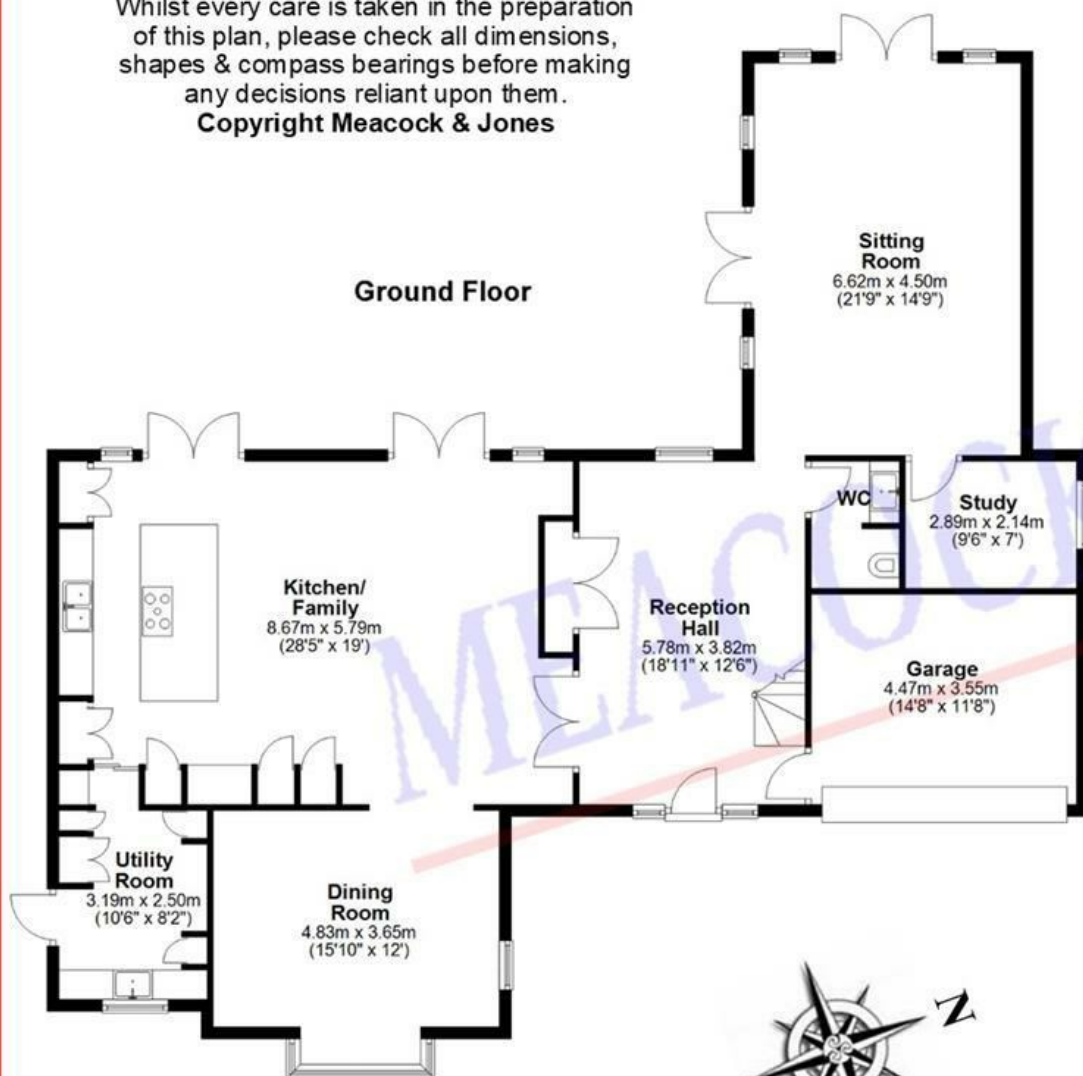 Whilst every care is taken in the preparation
of this plan, please check all dimensions,
shapes & compass bearings before making
any decisions reliant upon them.
Copyright Meacock & Jones
Ground Floor
Sitting
Room
6.62m x 4.50m
(21'9" x 14'9")
WC
Study
2.89m x 2.14m
(9'6" x 7')
Kitchen/
Family
8.67m x 5.79m
(28'5" x 19')
Reception
Hall
5.78m x 3.82m
(18'11" x 12'6")
Garage
4.47m x 3.55m
(14'8" x 11'8")
Utility
Room
3.19m x 2.50m
(10'6" x 8'2")
Dining
Room
4.83m x 3.65m
(15'10" x 12')
N
MEACOCK